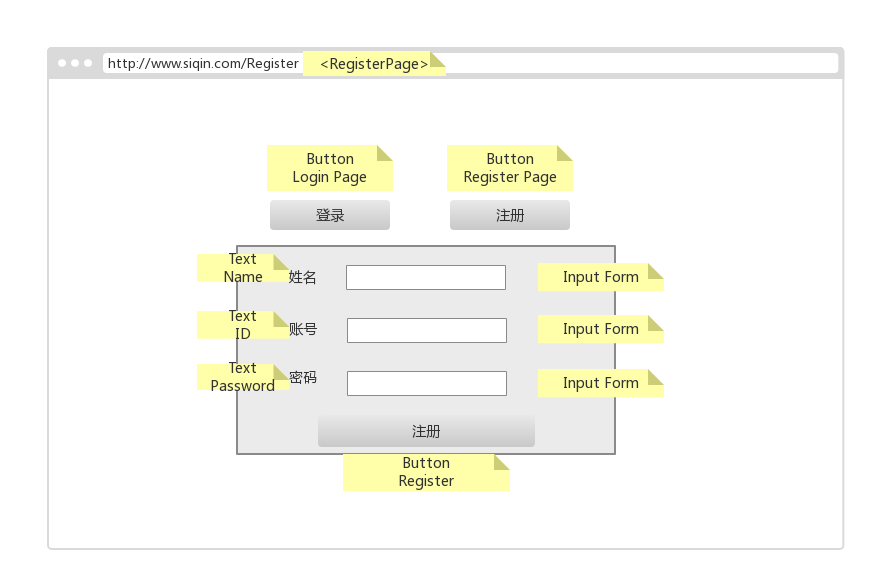 http://www.siqin.com/Register
<RegisterPage>
Button
Login Page
Button
Register Page
登录
注册
Text
Name
姓名
Input Form
Text
ID
账号
Input Form
Text
Password
密码
Input Form
注册
Button
Register